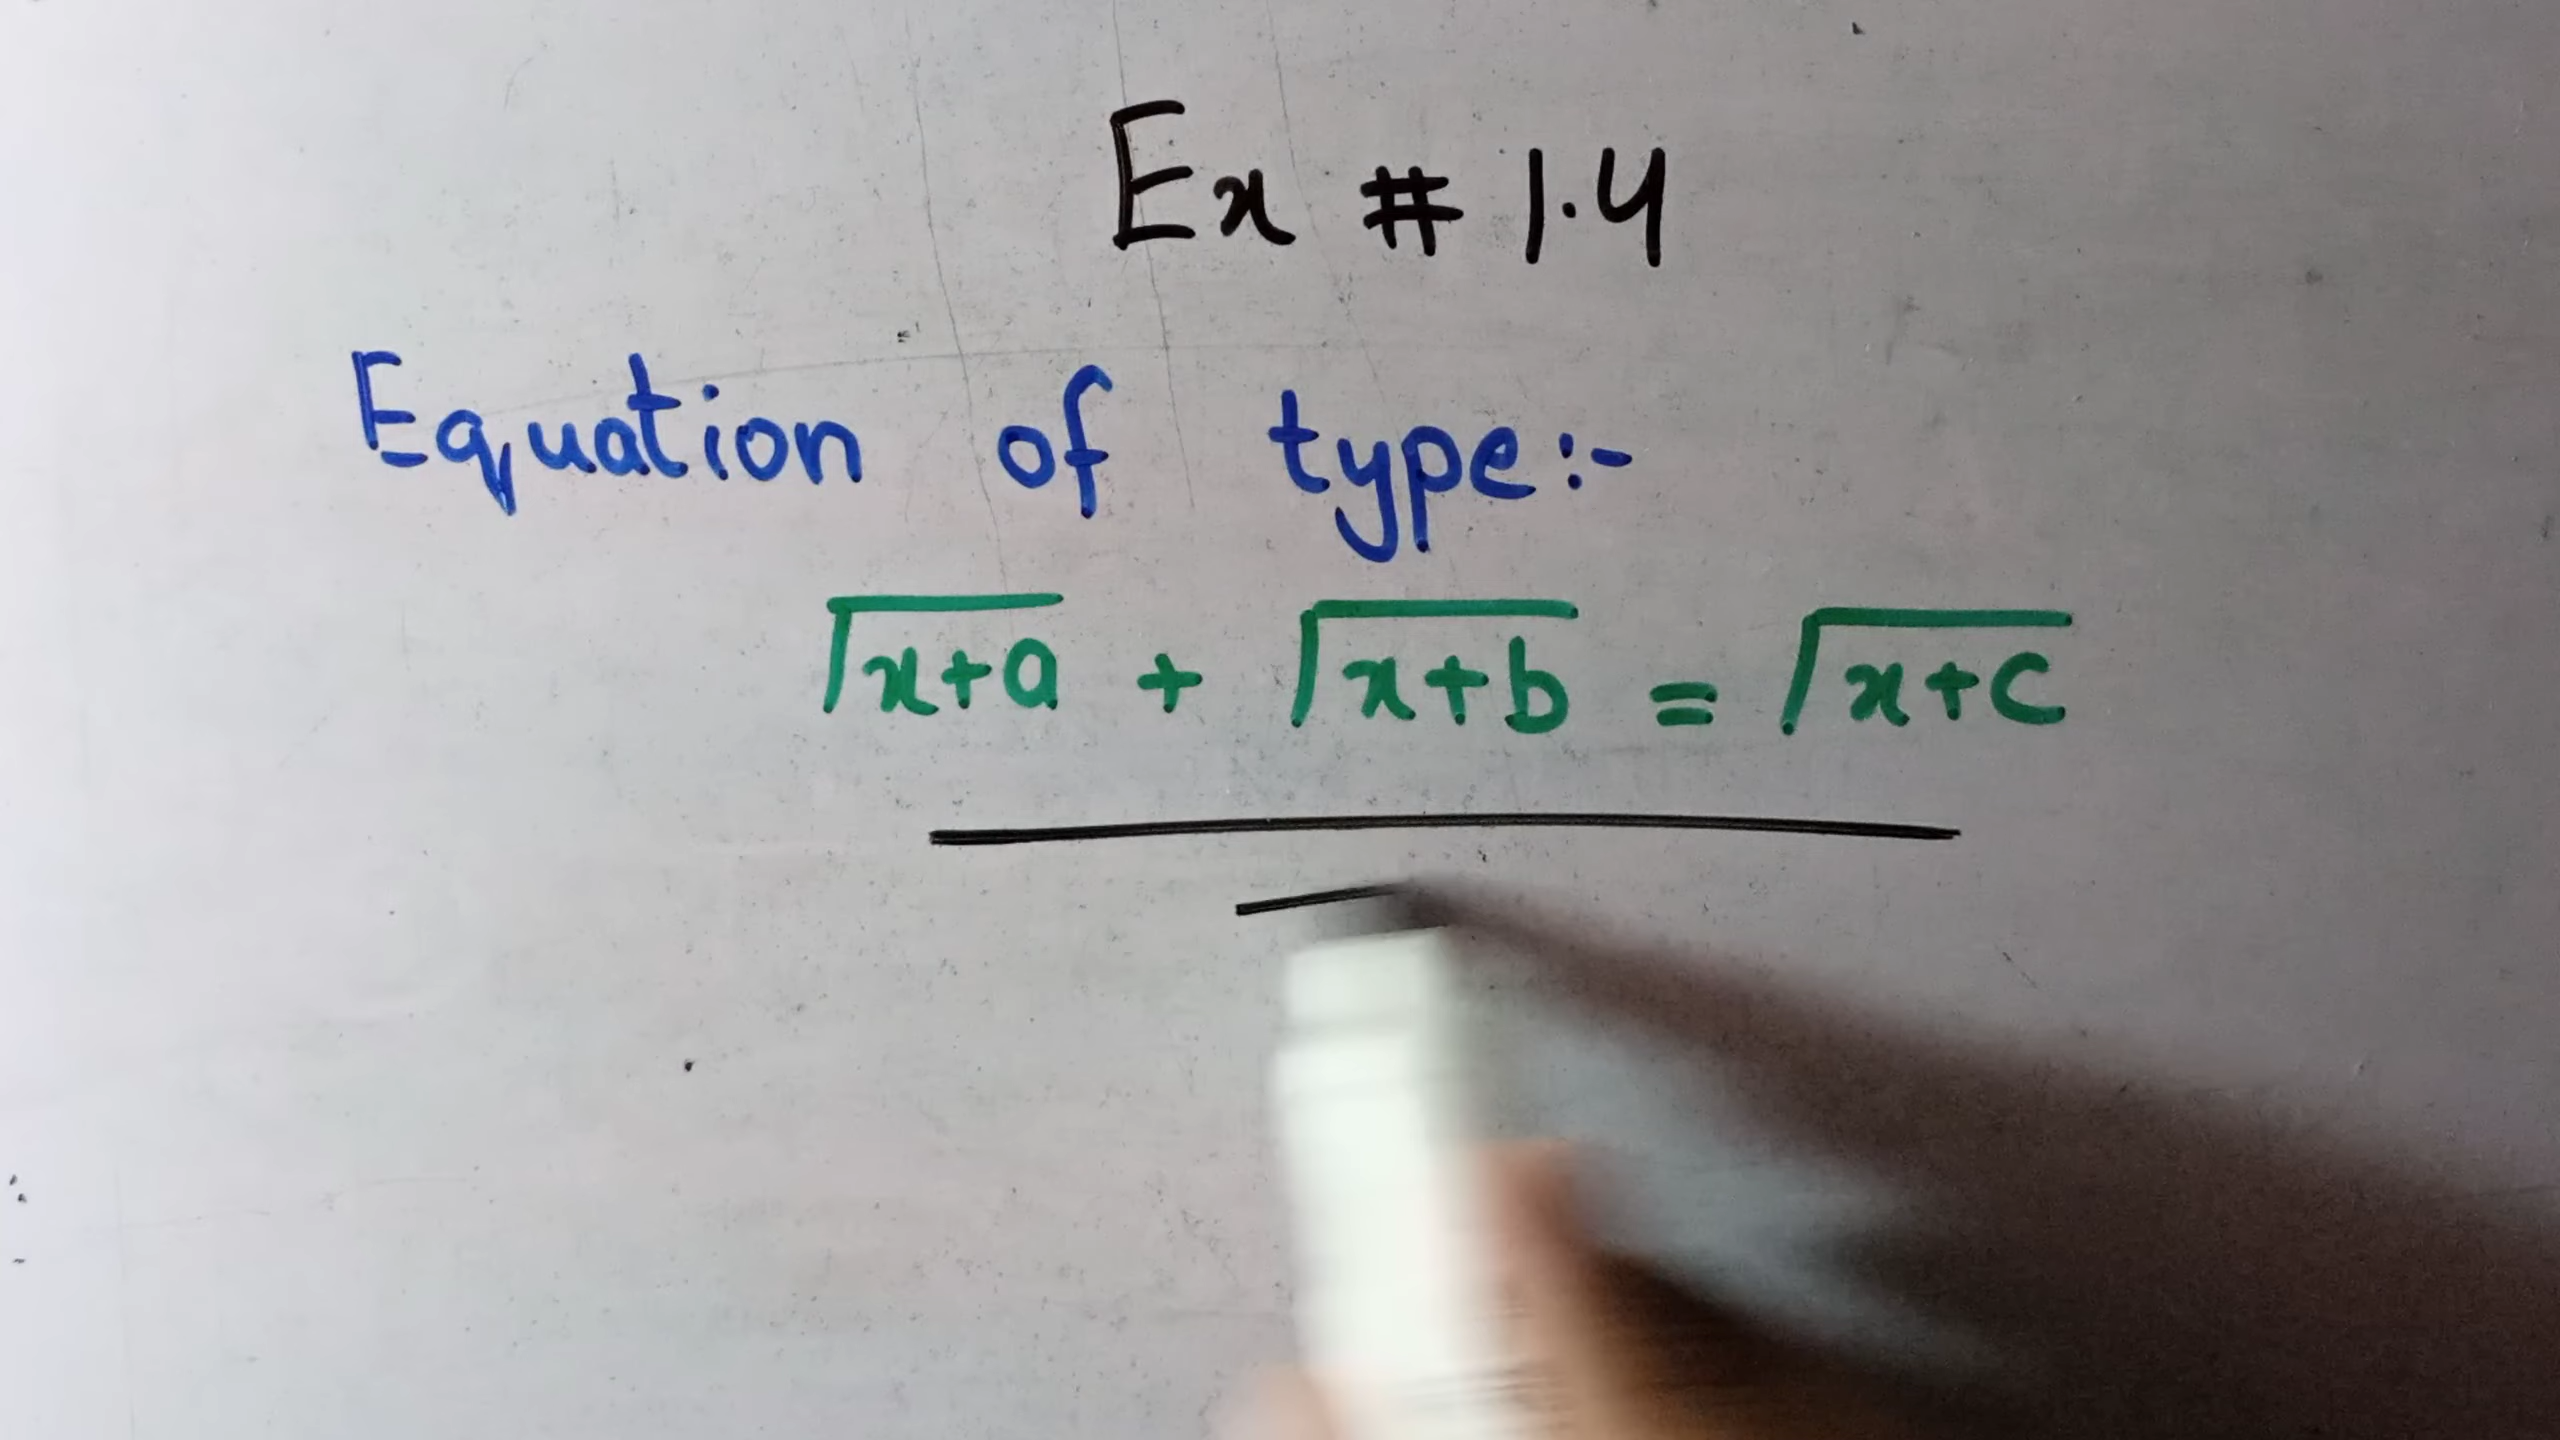 Ex # 1.4
Equation of type:-
√x+a + √x+b = √x+c